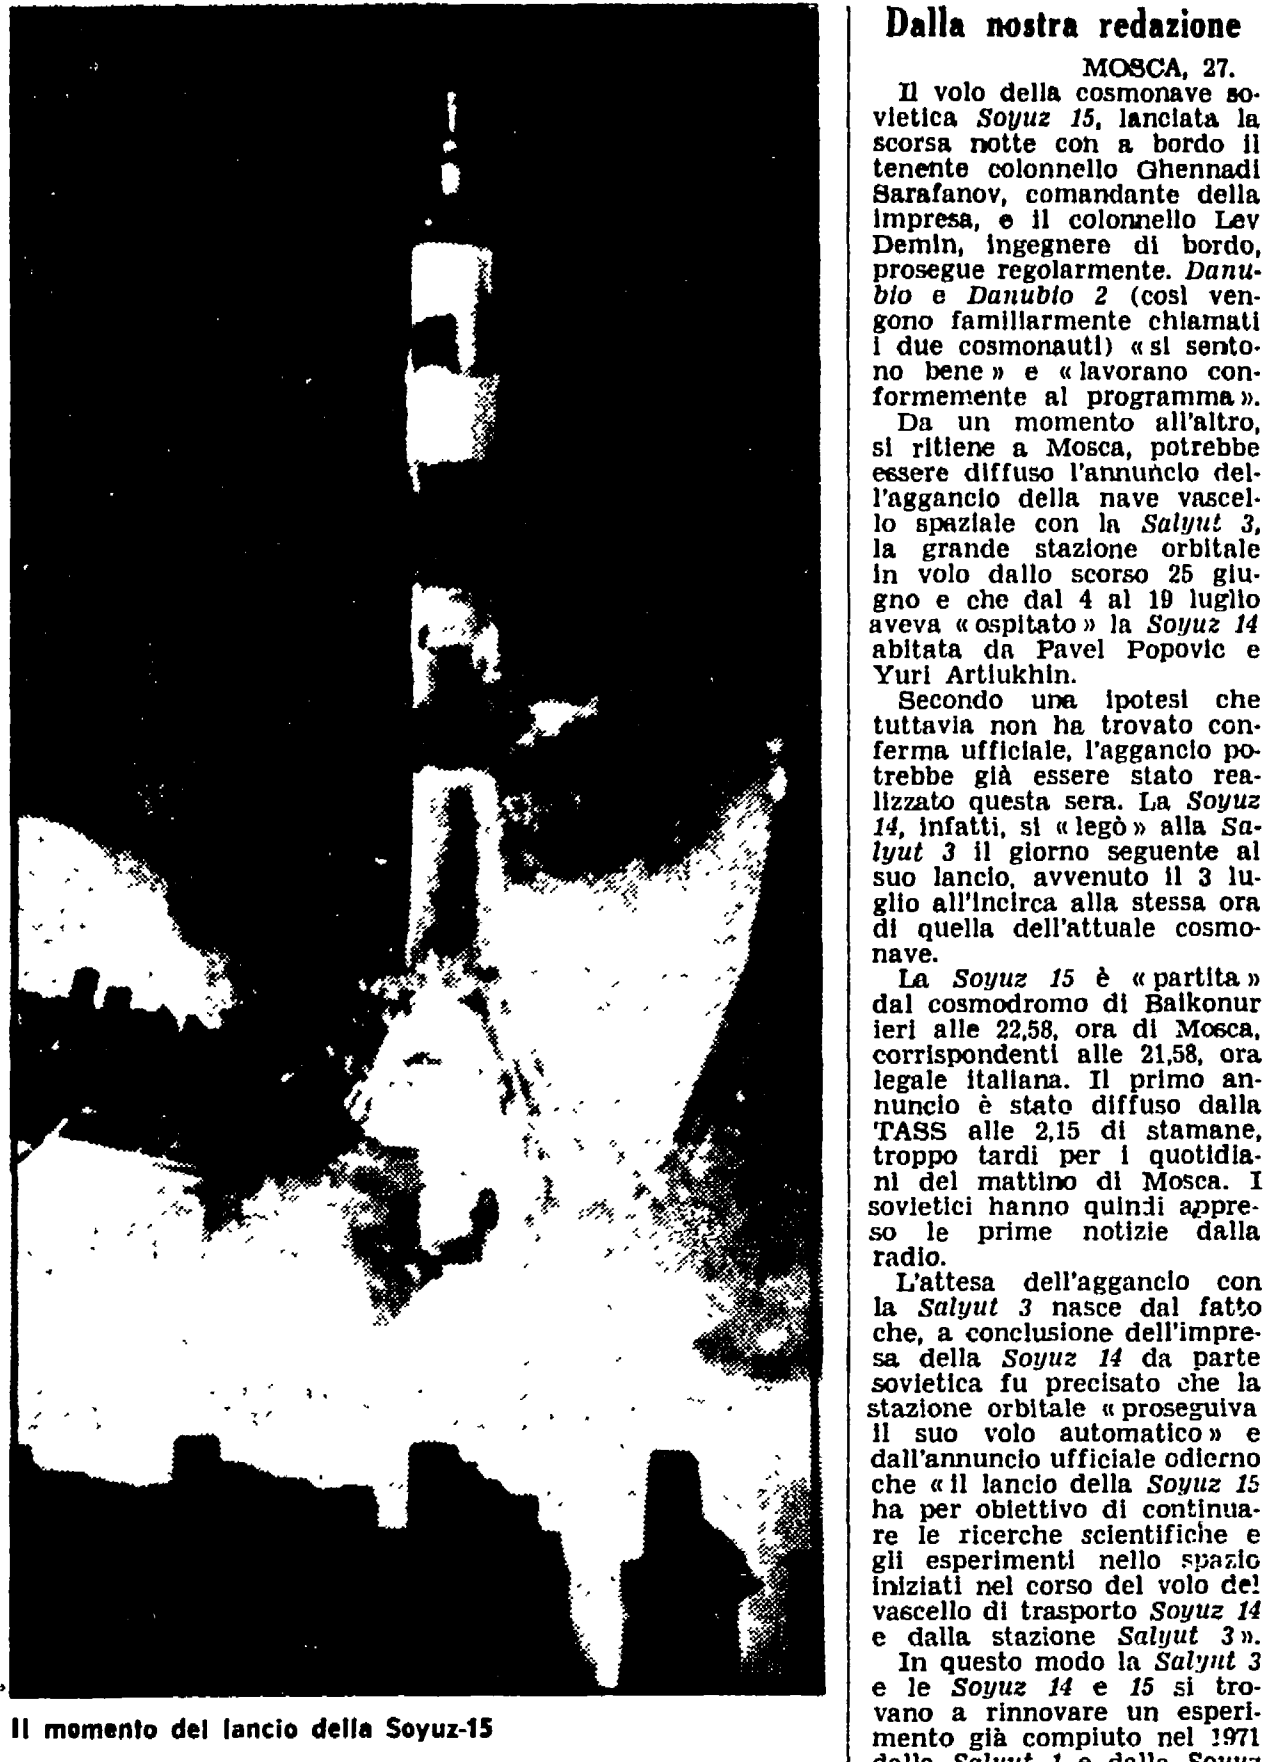 Dalla nostra redazione
MOSCA, 27.
Il volo della cosmonave so-
vietica Soyuz 15, lanciata la
scorsa notte con a bordo il
tenente colonnello Ghennadi
Sarafanov, comandante della
impresa, e il colonnello Lev
Demin, ingegnere di bordo,
prosegue regolarmente. Danu-
bio e Danubio 2 (così ven-
gono familiarmente chiamati
i due cosmonauti) «si sento-
no bene» e «lavorano con-
formemente al programma».
Da un momento all'altro,
si ritiene a Mosca, potrebbe
essere diffuso l'annuncio del-
l'aggancio della nave vascel-
lo spaziale con la Salyut 3,
la grande stazione orbitale
in volo dallo scorso 25 giu-
gno e che dal 4 al 19 luglio
aveva «ospitato» la Soyuz 14
abitata da Pavel Popovic e
Yuri Artiukhin.
Secondo una ipotesi che
tuttavia non ha trovato con-
ferma ufficiale, l'aggancio po-
trebbe già essere stato rea-
lizzato questa sera. La Soyuz
14, infatti, si «legò» alla Sa-
lyut 3 il giorno seguente al
suo lancio, avvenuto il 3 lu-
glio all'incirca alla stessa ora
di quella dell'attuale cosmo-
nave.
La Soyuz 15 è «partita»
dal cosmodromo di Baikonur
ieri alle 22,58, ora di Mosca,
corrispondenti alle 21,58, ora
legale italiana. Il primo an-
nuncio è stato diffuso dalla
TASS alle 2,15 di stamane,
troppo tardi per i quotidia-
ni del mattino di Mosca. I
sovietici hanno quindi appre-
so le prime notizie dalla
radio.
L'attesa dell'aggancio con
la Salyut 3 nasce dal fatto
che, a conclusione dell'impre-
sa della Soyuz 14 da parte
sovietica fu precisato che la
stazione orbitale «proseguiva
il suo volo automatico» e
dall'annuncio ufficiale odierno
che «il lancio della Soyuz 15
ha per obiettivo di continua-
re le ricerche scientifiche e
gli esperimenti nello spazio
iniziati nel corso del volo del
vascello di trasporto Soyuz 14
e dalla stazione Salyut 3».
In questo modo la Salyut 3
e le Soyuz 14 e 15 si tro-
vano a rinnovare un esperi-
mento già compiuto nel 1971
dalla Salyut 1 e dalla Soyuz
Il momento del lancio della Soyuz-15